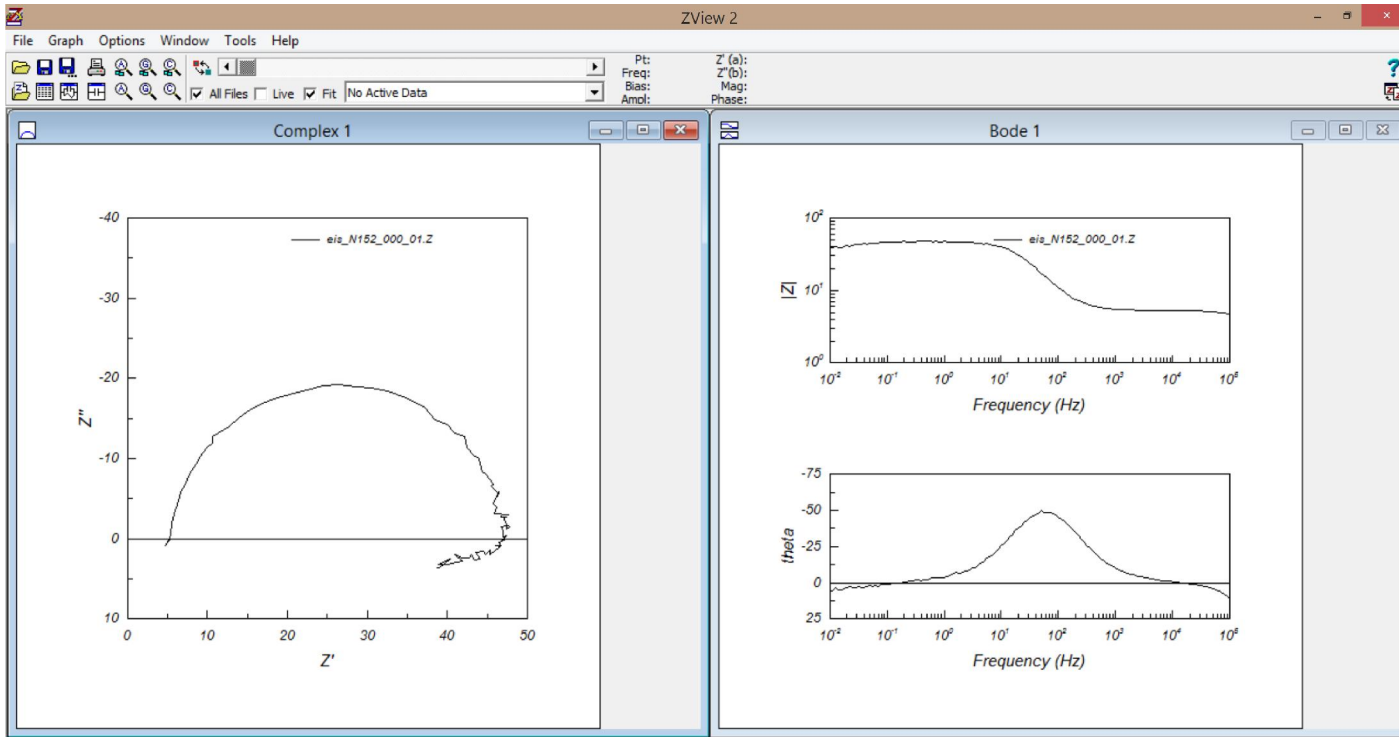 ZView 2
File Graph Options Window Tools Help
Pt: Z' (a):
Freq: Z"(b):
Bias: Mag:
Ampl: Phase:
All Files Live Fit No Active Data
Complex 1
-40
-30
-20
-10
0
10
0 10 20 30 40 50
Z'
Z''
eis_N152_000_01.Z
Bode 1
10²
10¹
10⁰
|Z|
eis_N152_000_01.Z
10⁻² 10⁻¹ 10⁰ 10¹ 10² 10³ 10⁴ 10⁵
Frequency (Hz)
-75
-50
-25
0
25
theta
10⁻² 10⁻¹ 10⁰ 10¹ 10² 10³ 10⁴ 10⁵
Frequency (Hz)